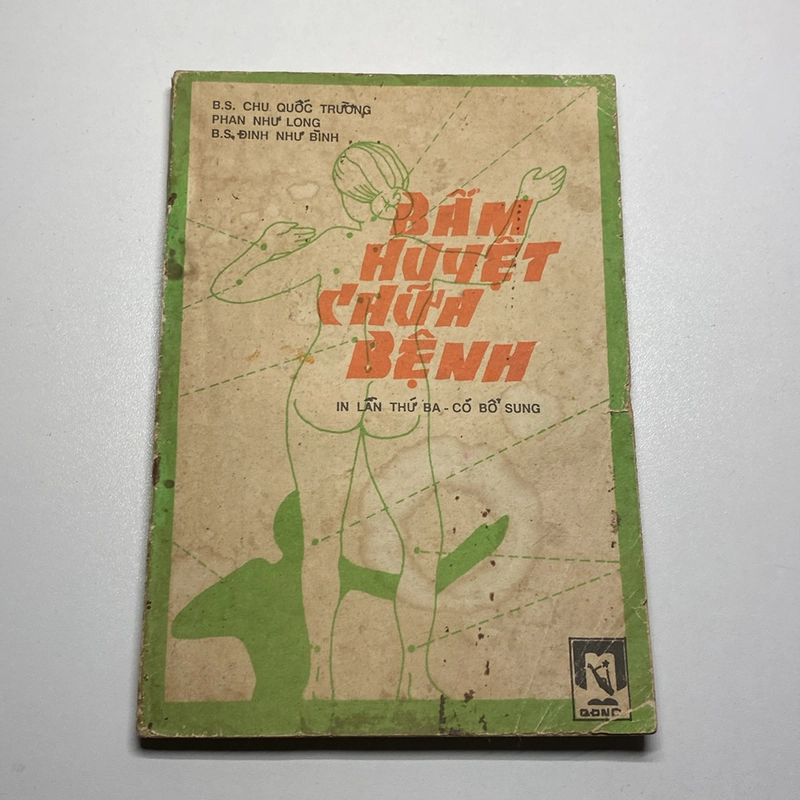 B.S. CHU QUỐC TRƯỜNG
PHAN NHƯ LONG
B.S. ĐINH NHƯ BÌNH
BẤM
HUYỆT
CHỮA
BỆNH
IN LẦN THỨ BA - CÓ BỔ SUNG